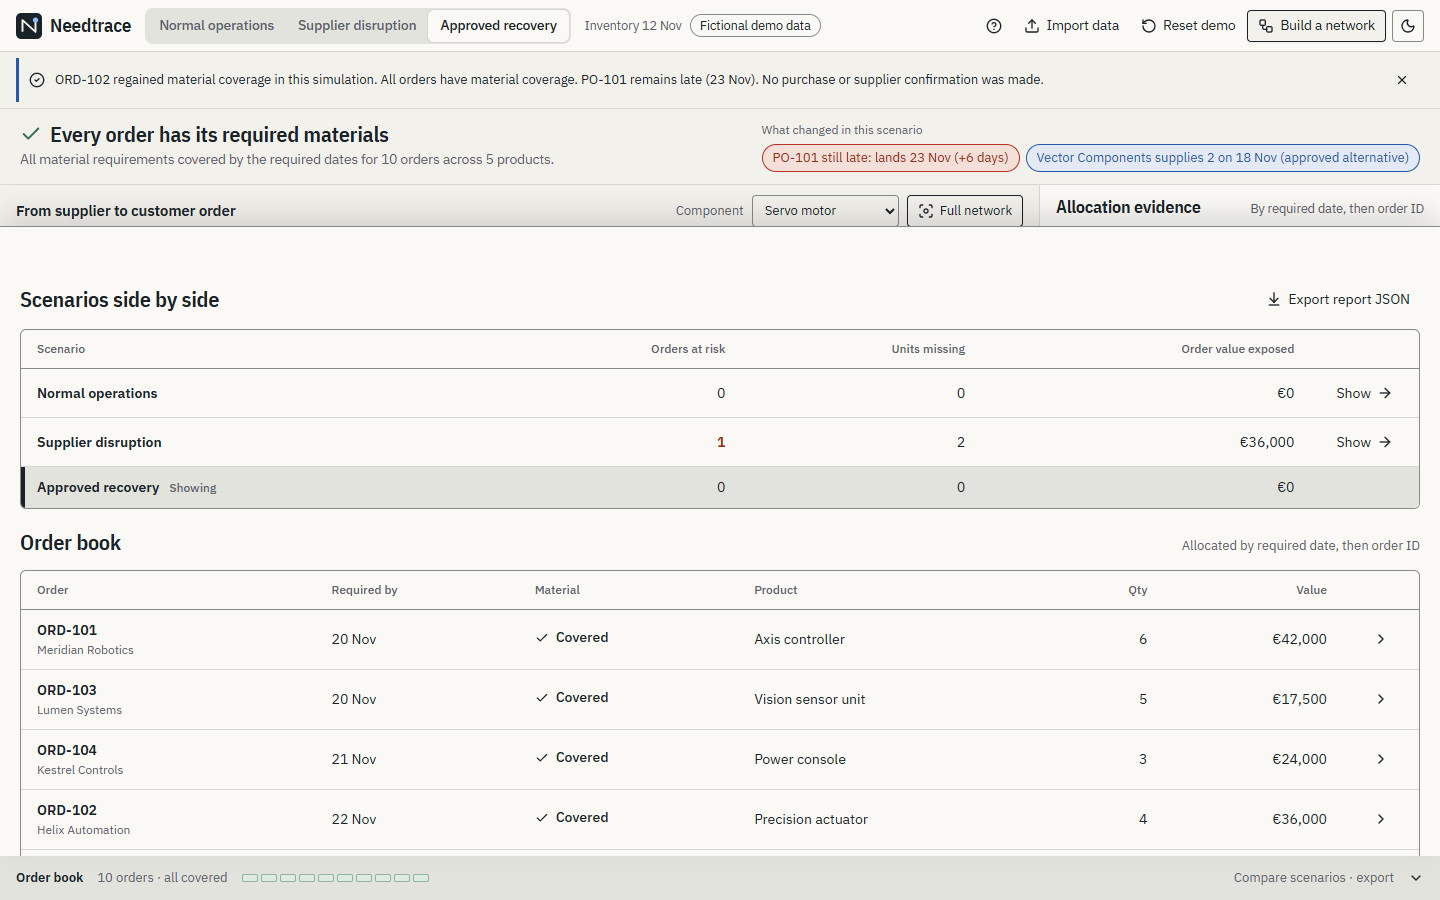 Needtrace
Normal operations
Supplier disruption
Approved recovery
Inventory 12 Nov
Fictional demo data
Import data
Reset demo
Build a network
ORD-102 regained material coverage in this simulation. All orders have material coverage. PO-101 remains late (23 Nov). No purchase or supplier confirmation was made.
Every order has its required materials
All material requirements covered by the required dates for 10 orders across 5 products.
What changed in this scenario
PO-101 still late: lands 23 Nov (+6 days)
Vector Components supplies 2 on 18 Nov (approved alternative)
From supplier to customer order
Component
Servo motor
Full network
Allocation evidence
By required date, then order ID
Scenarios side by side
Export report JSON
Scenario Orders at risk Units missing Order value exposed
Normal operations 0 0 €0 Show
Supplier disruption 1 2 €36,000 Show
Approved recovery Showing 0 0 €0
Order book
Allocated by required date, then order ID
Order Required by Material Product Qty Value
ORD-101
Meridian Robotics
20 Nov Covered Axis controller 6 €42,000
ORD-103
Lumen Systems
20 Nov Covered Vision sensor unit 5 €17,500
ORD-104
Kestrel Controls
21 Nov Covered Power console 3 €24,000
ORD-102
Helix Automation
22 Nov Covered Precision actuator 4 €36,000
Order book 10 orders · all covered
Compare scenarios · export